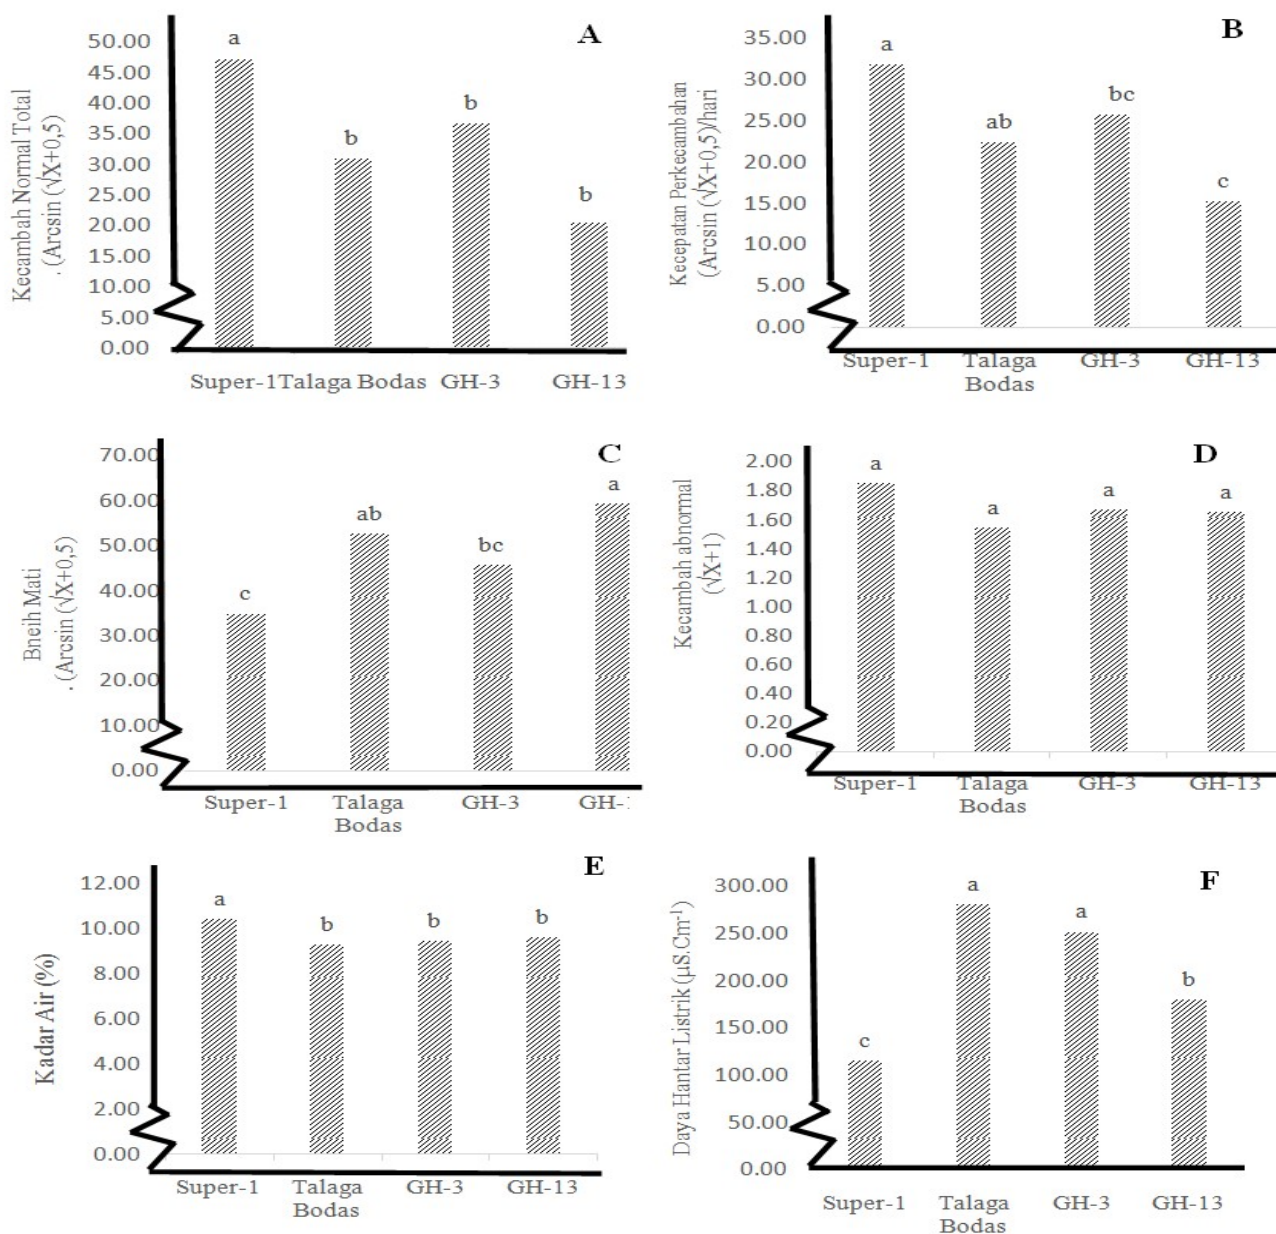 A
Kecambah Normal Total
. (Arcsin (√X+0,5)
50.00
45.00
40.00
35.00
30.00
25.00
20.00
15.00
10.00
5.00
0.00
a
b
b
b
Super-1 Talaga Bodas GH-3 GH-13
B
Kecepatan Perkecambahan
(Arcsin (√X+0,5)/hari
35.00
30.00
25.00
20.00
15.00
10.00
5.00
0.00
a
ab
bc
c
Super-1 Talaga GH-3 GH-13
Bodas
C
Bneih Mati
. (Arcsin (√X+0,5)
70.00
60.00
50.00
40.00
30.00
20.00
10.00
0.00
c
ab
bc
a
Super-1 Talaga GH-3 GH-
Bodas
D
Kecambah abnormal
(√X+1)
2.00
1.80
1.60
1.40
1.20
1.00
0.80
0.60
0.40
0.20
0.00
a
a
a
a
Super-1 Talaga GH-3 GH-13
Bodas
E
Kadar Air (%)
12.00
10.00
8.00
6.00
4.00
2.00
0.00
a
b
b
b
Super-1 Talaga GH-3 GH-13
Bodas
F
Daya Hantar Listrik (µS.Cm⁻¹)
300.00
250.00
200.00
150.00
100.00
50.00
0.00
c
a
a
b
Super-1 Talaga GH-3 GH-13
Bodas